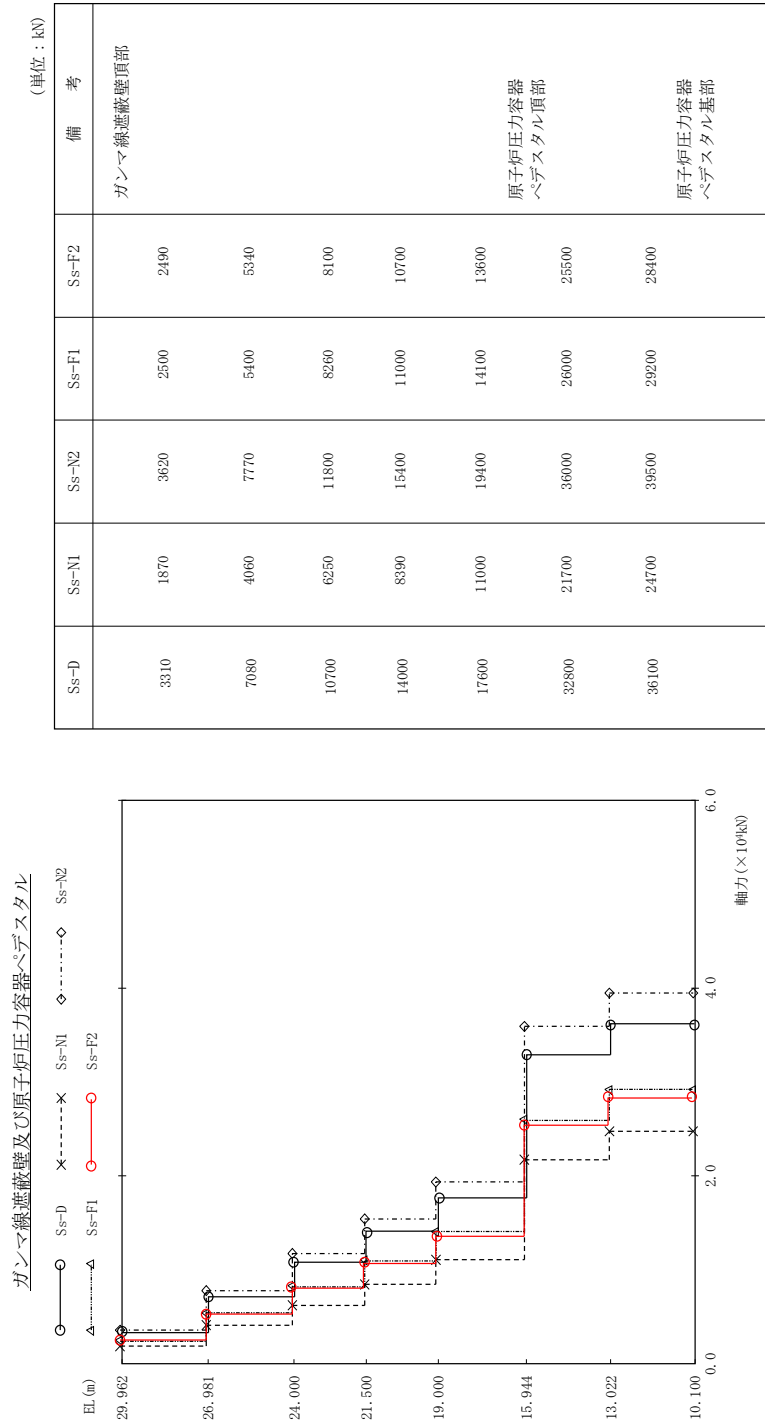 ガンマ線遮蔽壁及び原子炉圧力容器ペデスタル
Ss-D Ss-N1 Ss-N2
Ss-F1 Ss-F2
EL(m)
29.962
26.981
24.000
21.500
19.000
15.944
13.022
10.100
0.0 2.0 4.0 6.0
軸力(×10⁴kN)
(単位:kN)
Ss-D Ss-N1 Ss-N2 Ss-F1 Ss-F2 備 考
ガンマ線遮蔽壁頂部
3310 1870 3620 2500 2490
7080 4060 7770 5400 5340
10700 6250 11800 8260 8100
14000 8390 15400 11000 10700
17600 11000 19400 14100 13600
原子炉圧力容器
ペデスタル頂部
32800 21700 36000 26000 25500
36100 24700 39500 29200 28400
原子炉圧力容器
ペデスタル基部